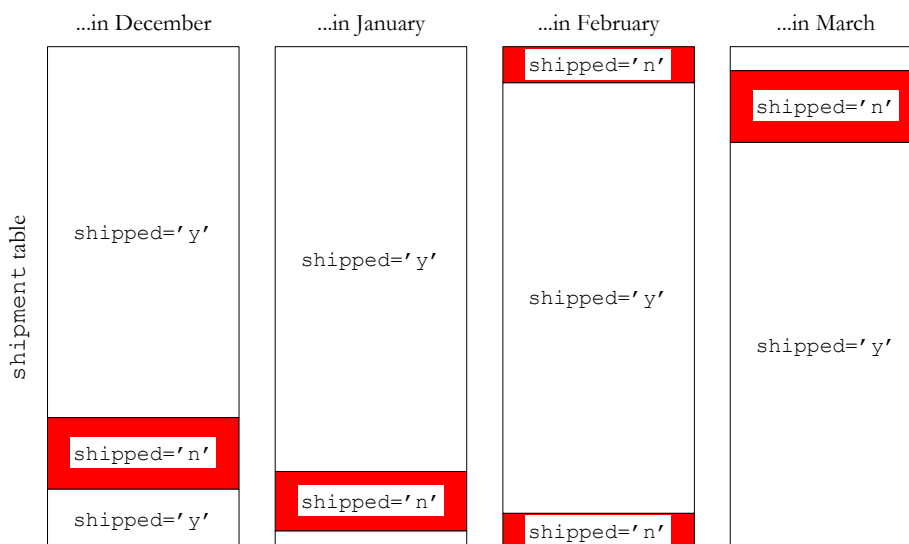 ...in December
...in January
...in February
...in March
shipment table
shipped=’y’
shipped=’n’
shipped=’y’
shipped=’y’
shipped=’n’
shipped=’n’
shipped=’y’
shipped=’n’
shipped=’n’
shipped=’y’